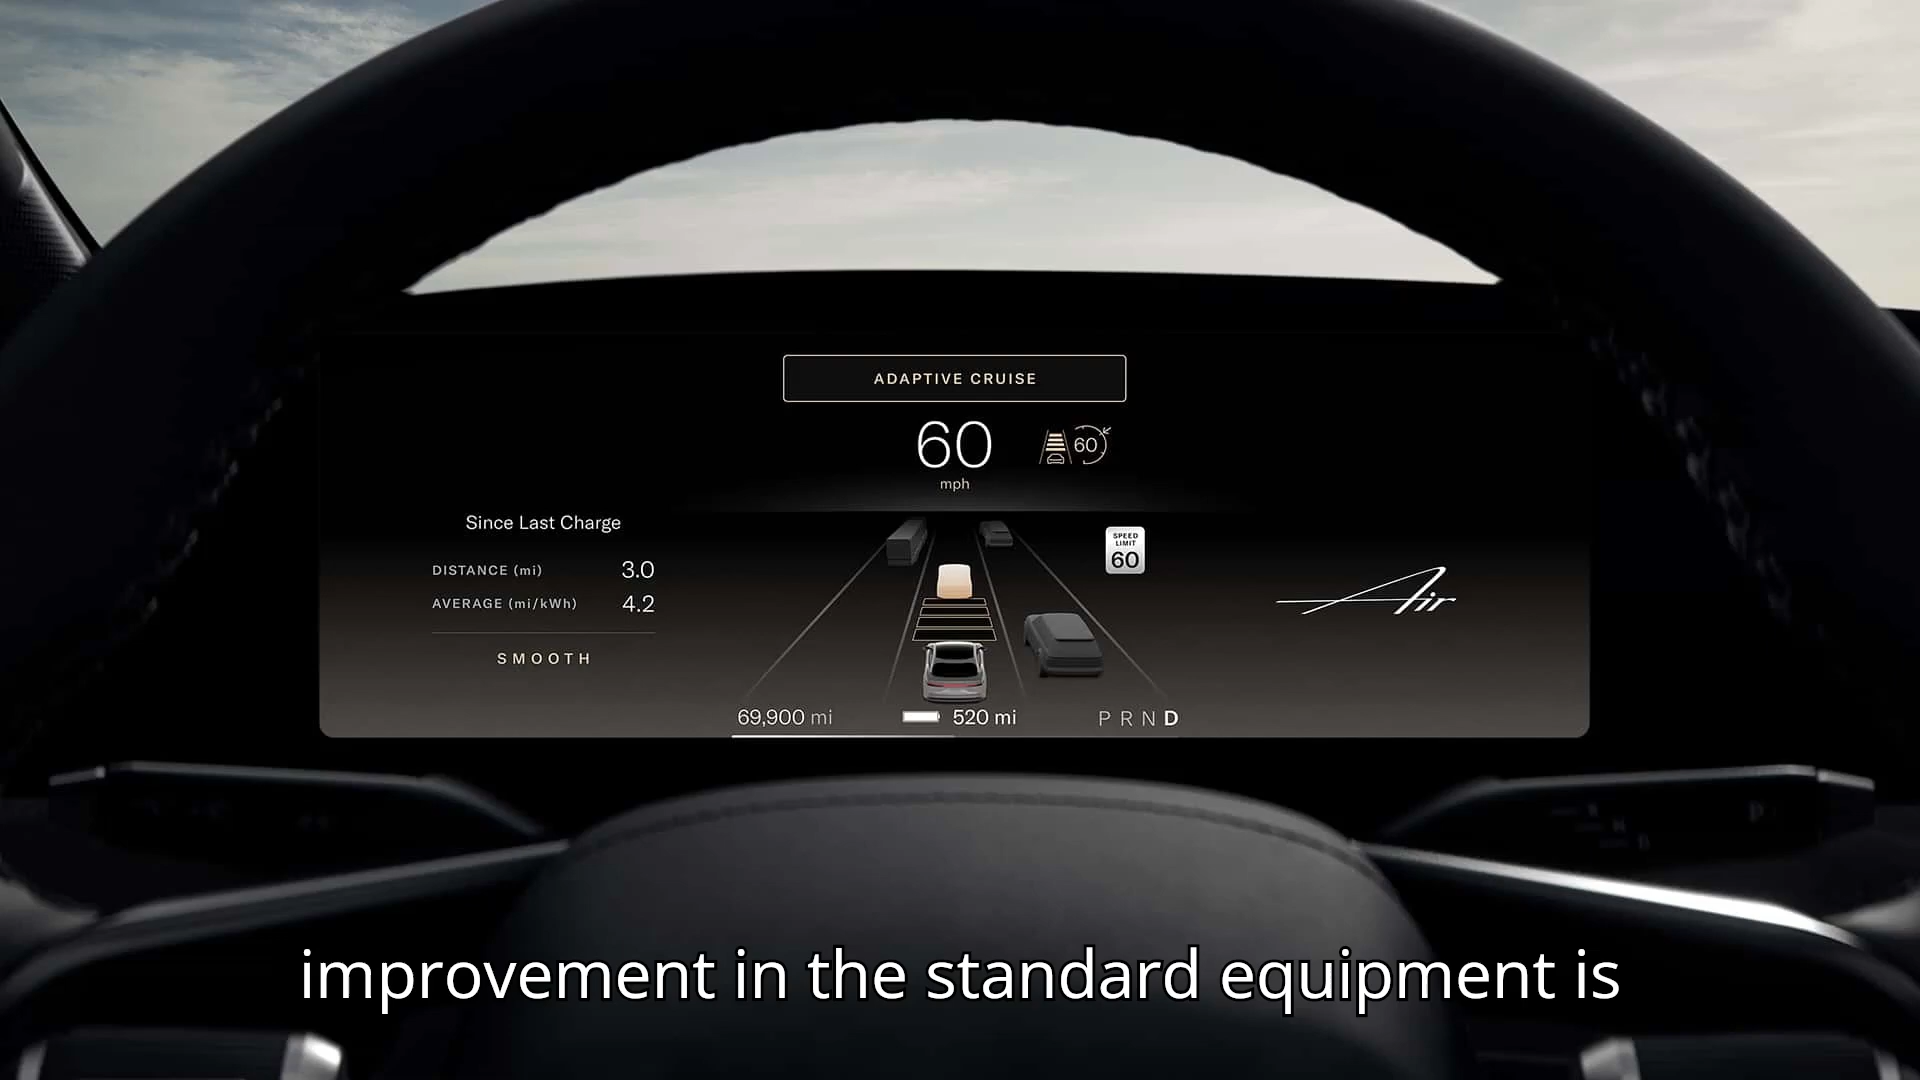 ADAPTIVE CRUISE
60
60
mph
Since Last Charge
DISTANCE (mi) 3.0
AVERAGE (mi/kWh) 4.2
SMOOTH
SPEED
LIMIT
60
Air
69,900 mi
520 mi
P R N D
improvement in the standard equipment is